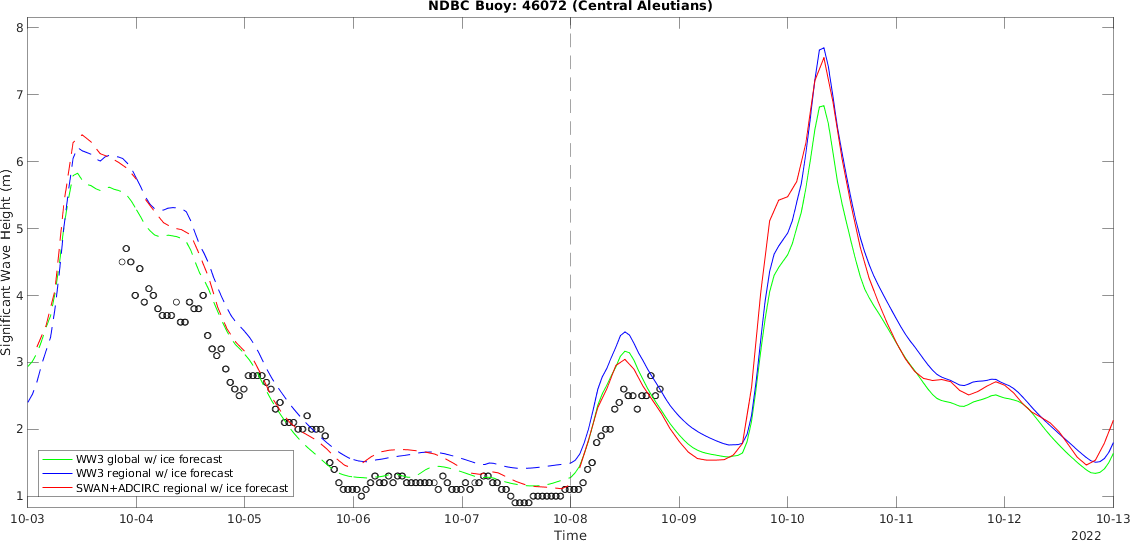 NDBC Buoy: 46072 (Central Aleutians)
8
7
6
5
4
3
2
1
Significant Wave Height (m)
WW3 global w/ ice forecast
WW3 regional w/ ice forecast
SWAN+ADCIRC regional w/ ice forecast
10-03 10-04 10-05 10-06 10-07 10-08 10-09 10-10 10-11 10-12 10-13
Time
2022